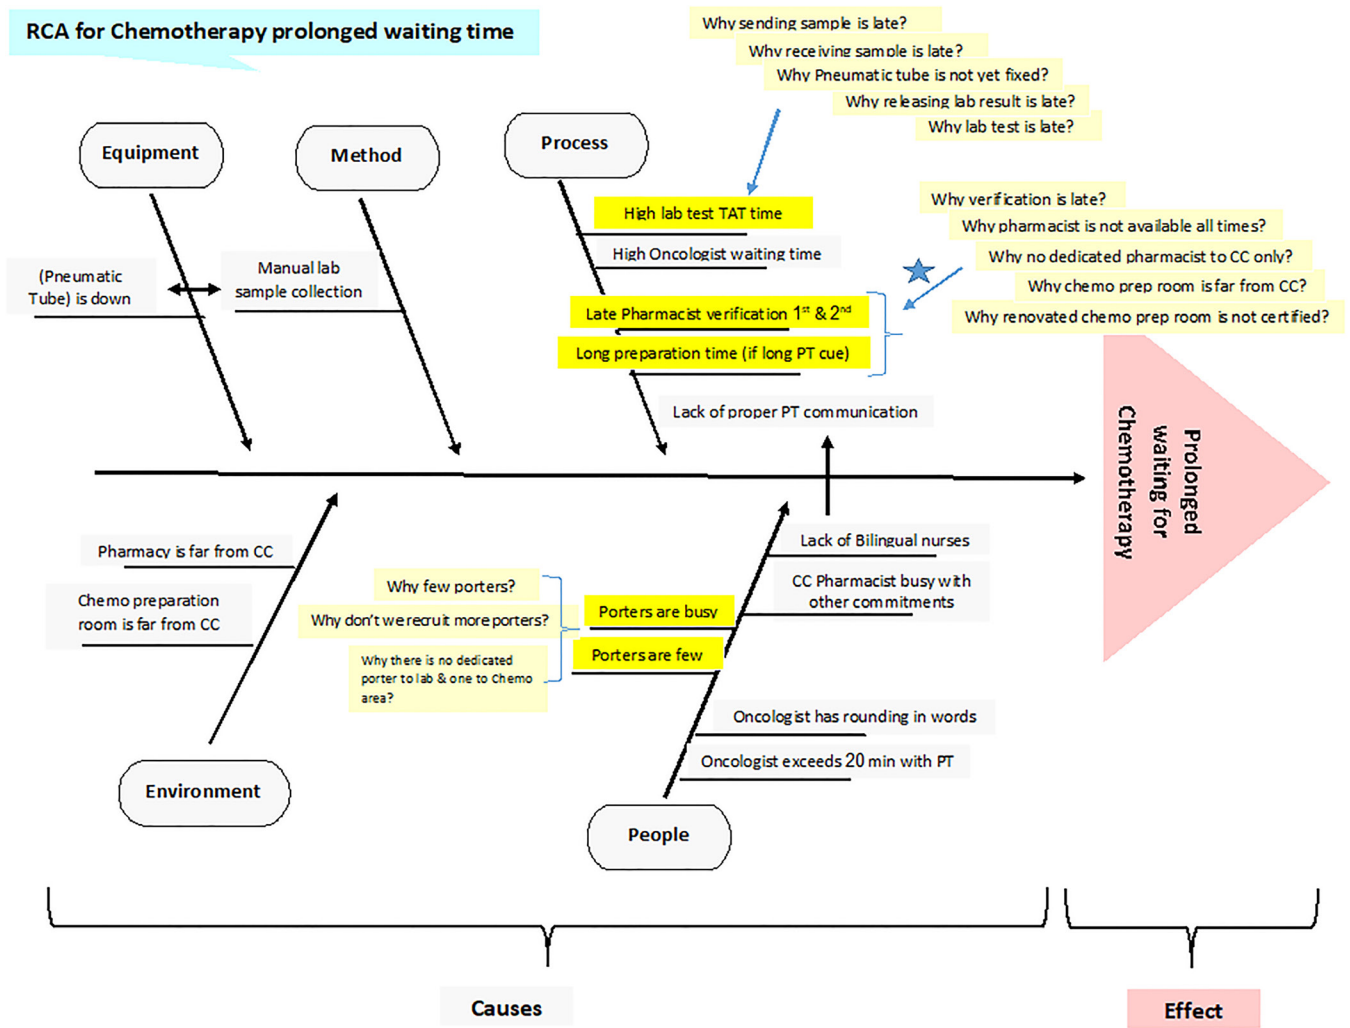 RCA for Chemotherapy prolonged waiting time
Why sending sample is late?
Why receiving sample is late?
Why Pneumatic tube is not yet fixed?
Why releasing lab result is late?
Why lab test is late?
Equipment
Method
Process
High lab test TAT time
High Oncologist waiting time
Why verification is late?
Why pharmacist is not available all times?
Why no dedicated pharmacist to CC only?
Why chemo prep room is far from CC?
Why renovated chemo prep room is not certified?
(Pneumatic
Tube) is down
Manual lab
sample collection
Late Pharmacist verification 1st & 2nd
Long preparation time (if long PT cue)
Lack of proper PT communication
Prolonged
waiting for
Chemotherapy
Pharmacy is far from CC
Chemo preparation
room is far from CC
Why few porters?
Why don't we recruit more porters?
Why there is no dedicated
porter to lab & one to Chemo
area?
Porters are busy
Porters are few
Lack of Bilingual nurses
CC Pharmacist busy with
other commitments
Oncologist has rounding in words
Oncologist exceeds 20 min with PT
Environment
People
Causes
Effect